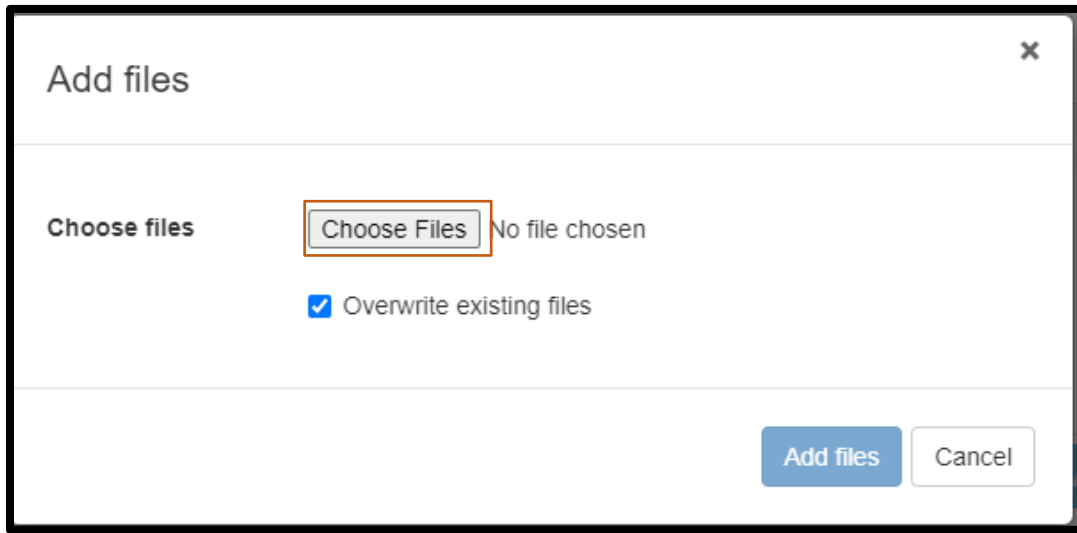 Add files ×
Choose files Choose Files No file chosen
Overwrite existing files
Add files Cancel